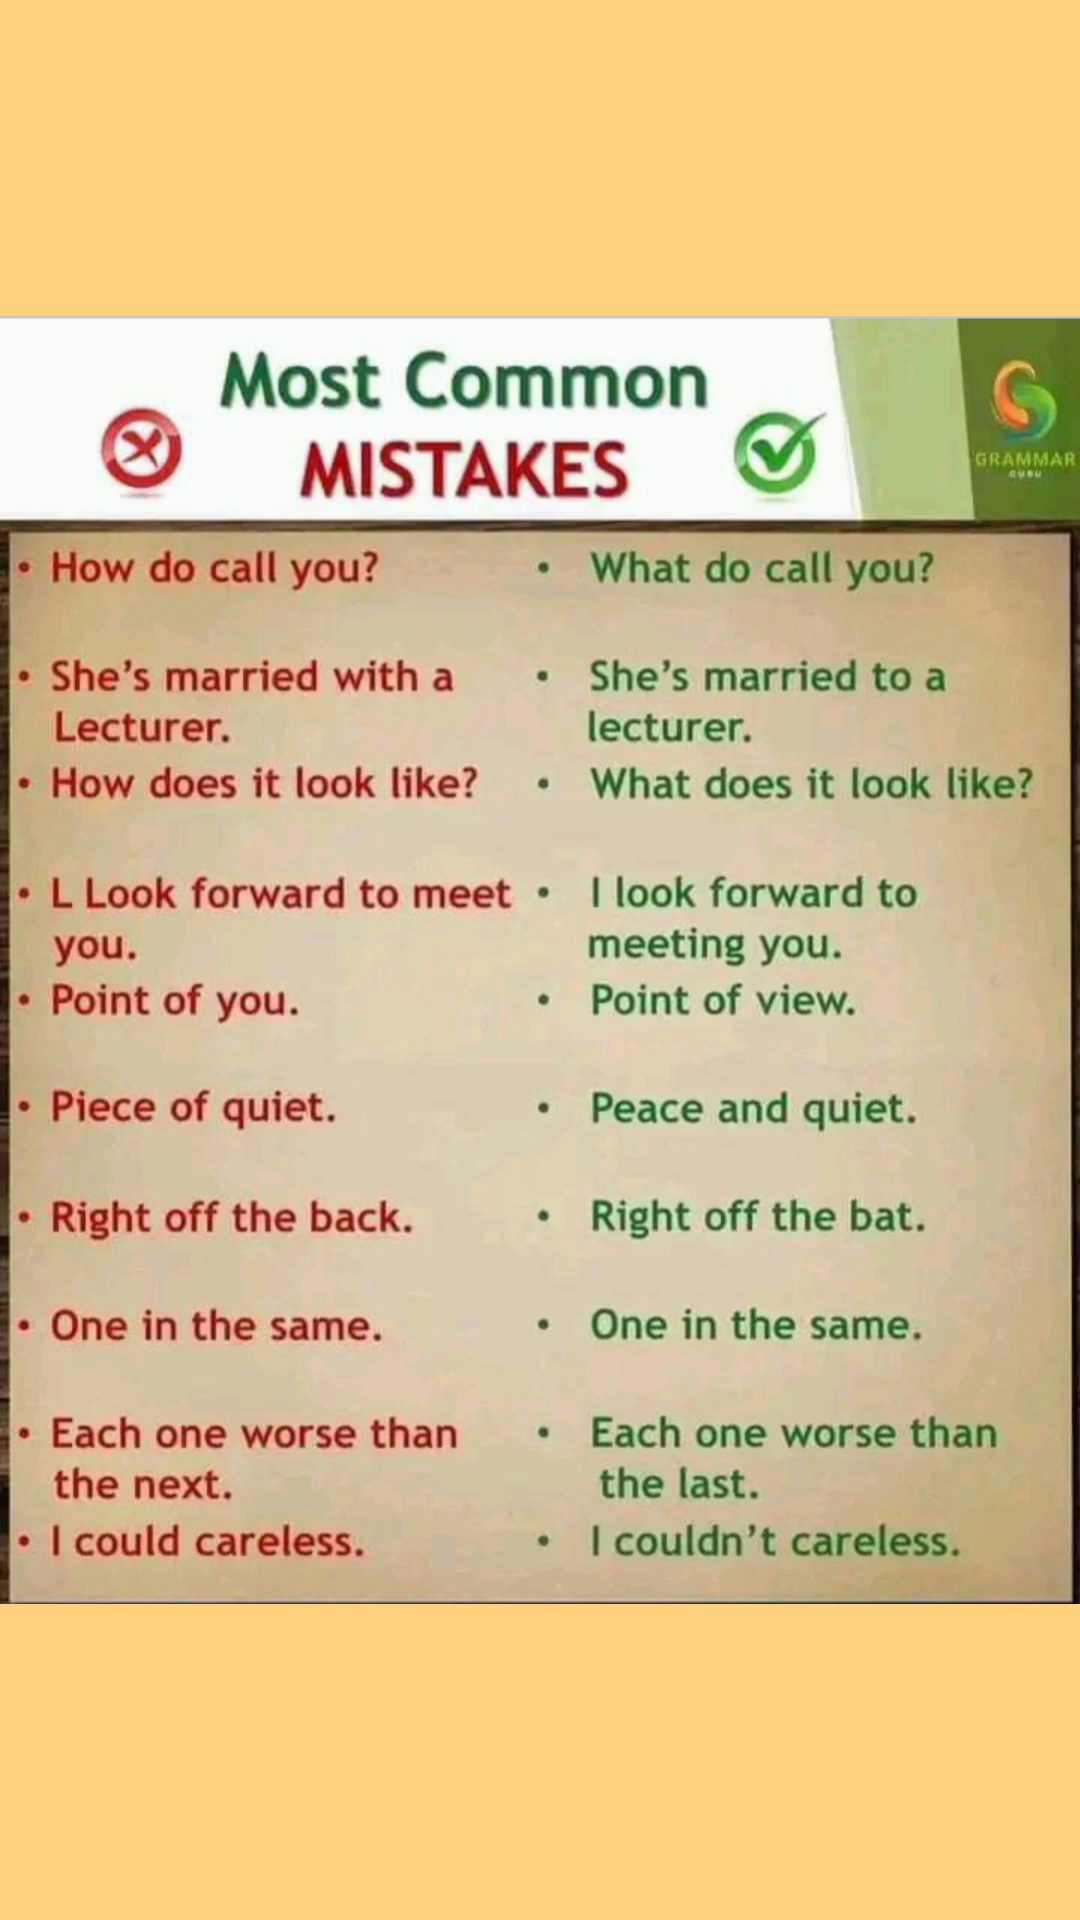 Most Common
MISTAKES
GRAMMAR
GURU
• How do call you?
• What do call you?
• She's married with a
Lecturer.
• She's married to a
lecturer.
• How does it look like?
• What does it look like?
• L Look forward to meet
you.
• I look forward to
meeting you.
• Point of you.
• Point of view.
• Piece of quiet.
• Peace and quiet.
• Right off the back.
• Right off the bat.
• One in the same.
• One in the same.
• Each one worse than
the next.
• Each one worse than
the last.
• I could careless.
• I couldn't careless.